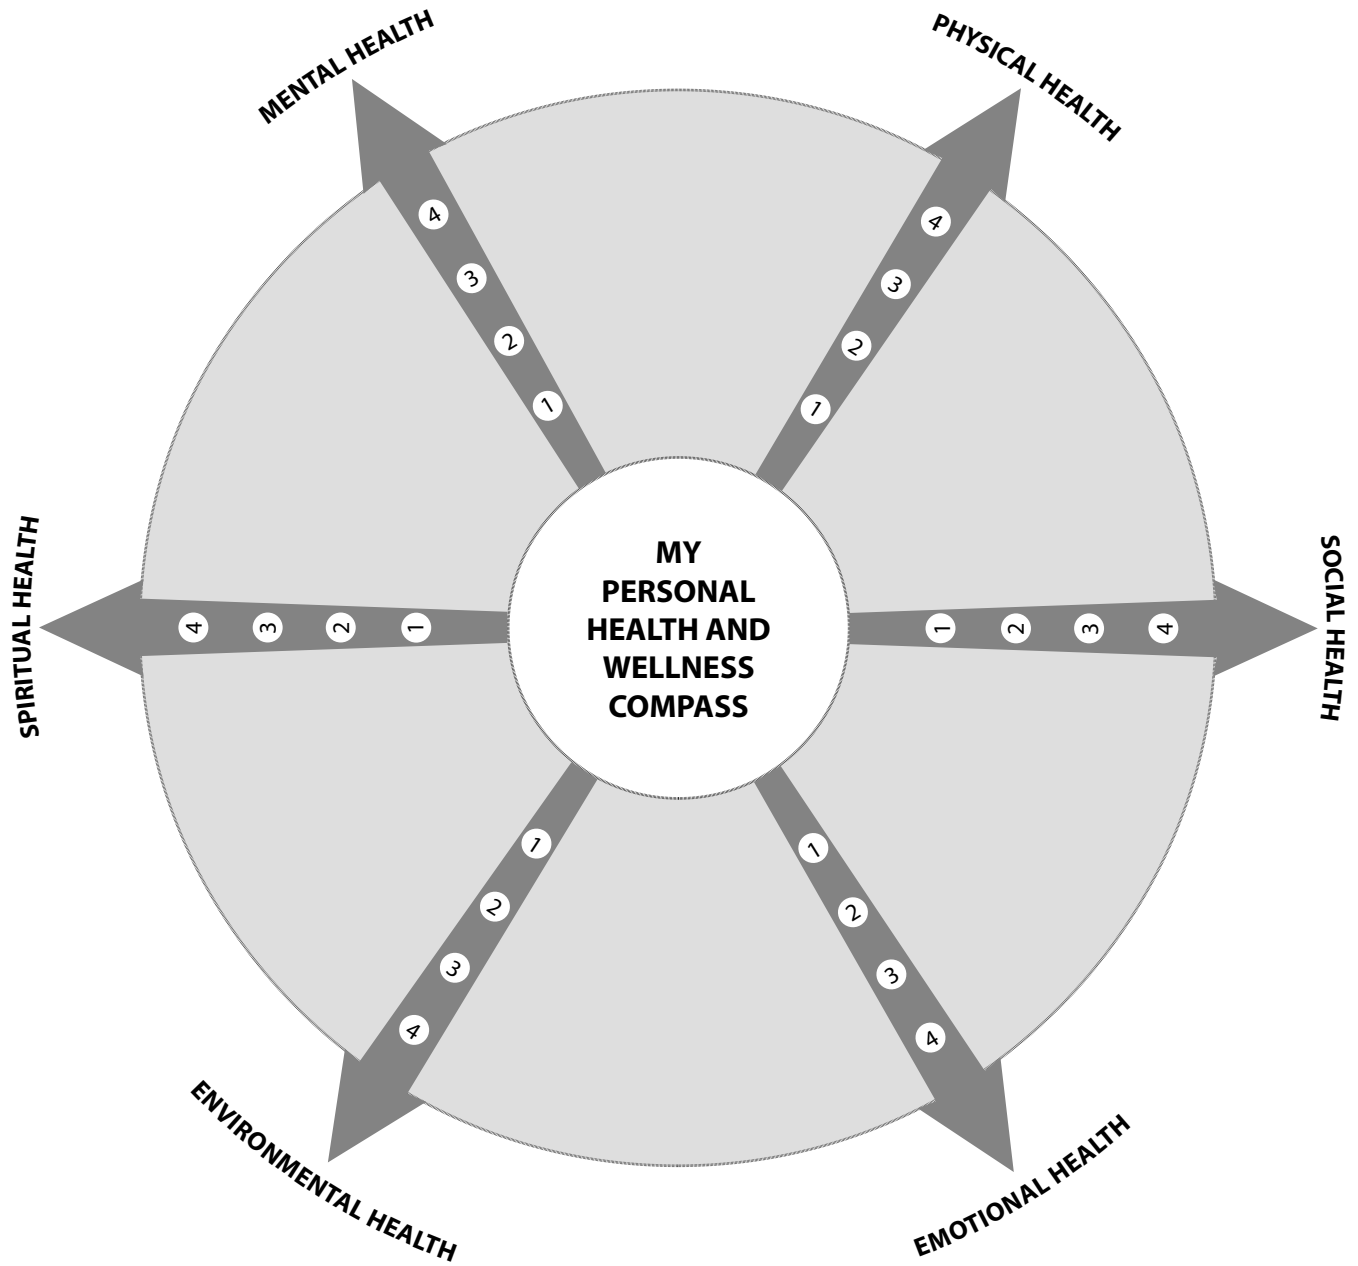 MENTAL HEALTH
PHYSICAL HEALTH
4
3
2
1
4
3
2
1
SPIRITUAL HEALTH
4 3 2 1
MY
PERSONAL
HEALTH AND
WELLNESS
COMPASS
1 2 3 4
SOCIAL HEALTH
1
2
3
4
1
2
3
4
ENVIRONMENTAL HEALTH
EMOTIONAL HEALTH